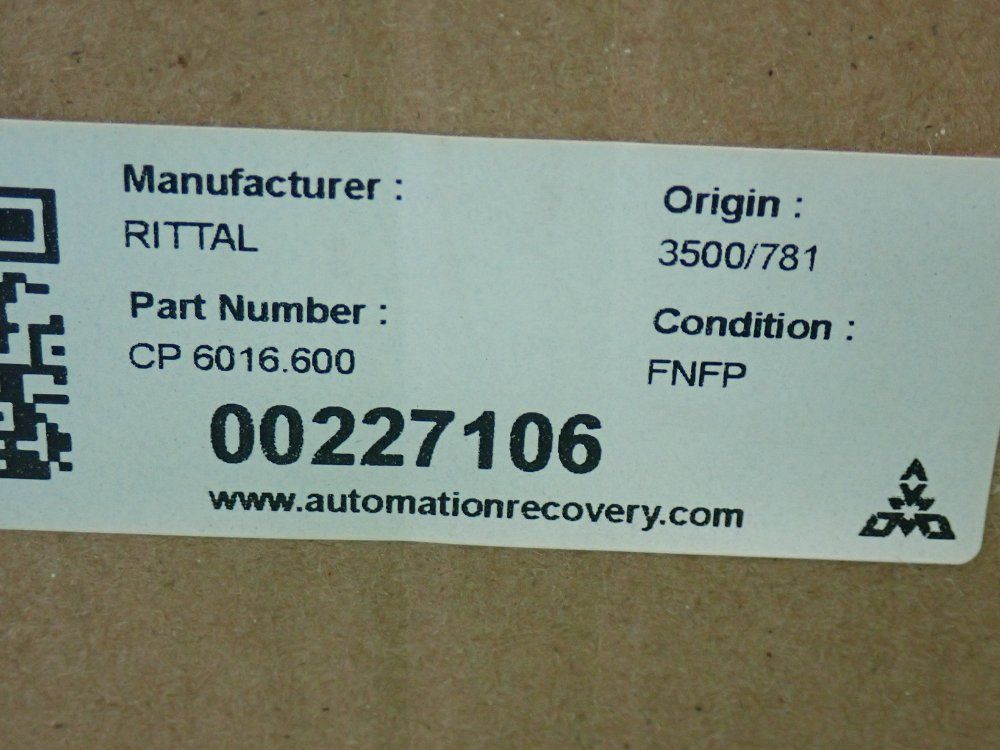 Manufacturer :
RITTAL
Part Number :
CP 6016.600
Origin :
3500/781
Condition :
FNFP
00227106
www.automationrecovery.com